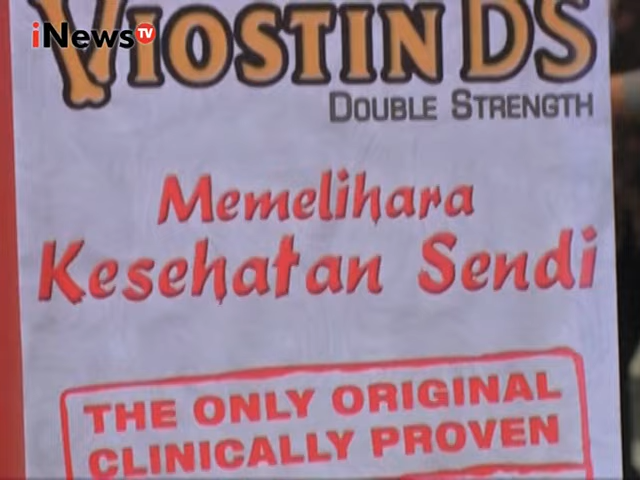 iNews TV
VIOSTIN DS
DOUBLE STRENGTH
Memelihara
Kesehatan Sendi
THE ONLY ORIGINAL
CLINICALLY PROVEN